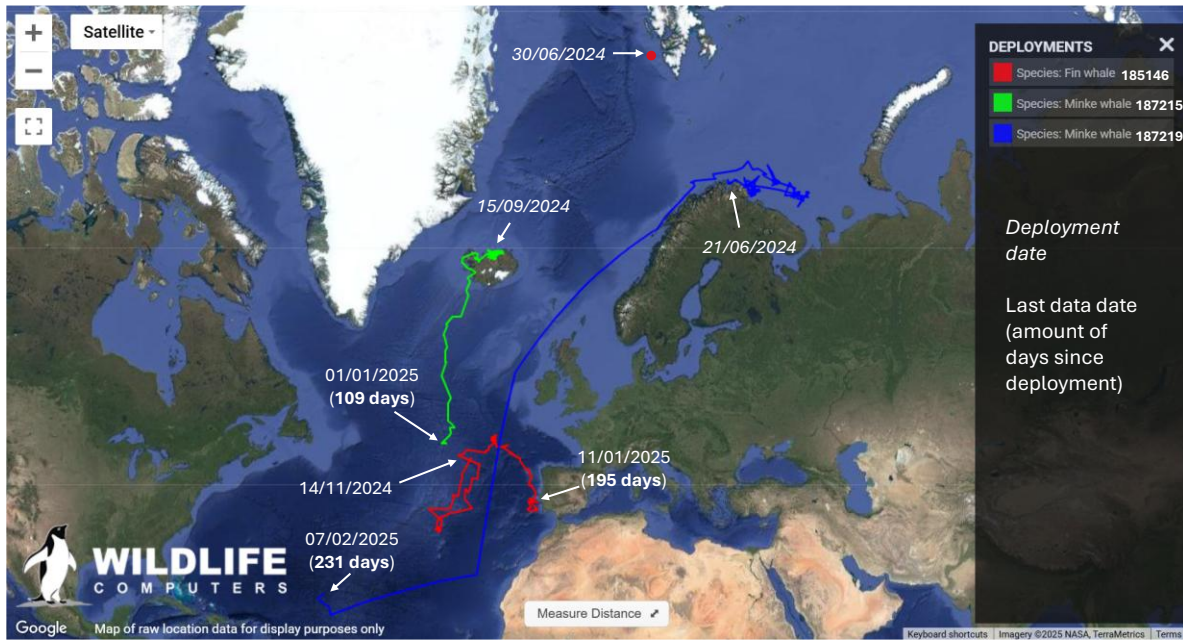 +
Satellite
−
30/06/2024
DEPLOYMENTS
Species: Fin whale 185146
Species: Minke whale 187215
Species: Minke whale 187219
15/09/2024
21/06/2024
Deployment
date
Last data date
(amount of
days since
deployment)
01/01/2025
(109 days)
11/01/2025
(195 days)
14/11/2024
07/02/2025
(231 days)
WILDLIFE
COMPUTERS
Measure Distance
Google
Map of raw location data for display purposes only
Keyboard shortcuts
Imagery ©2025 NASA, TerraMetrics
Terms